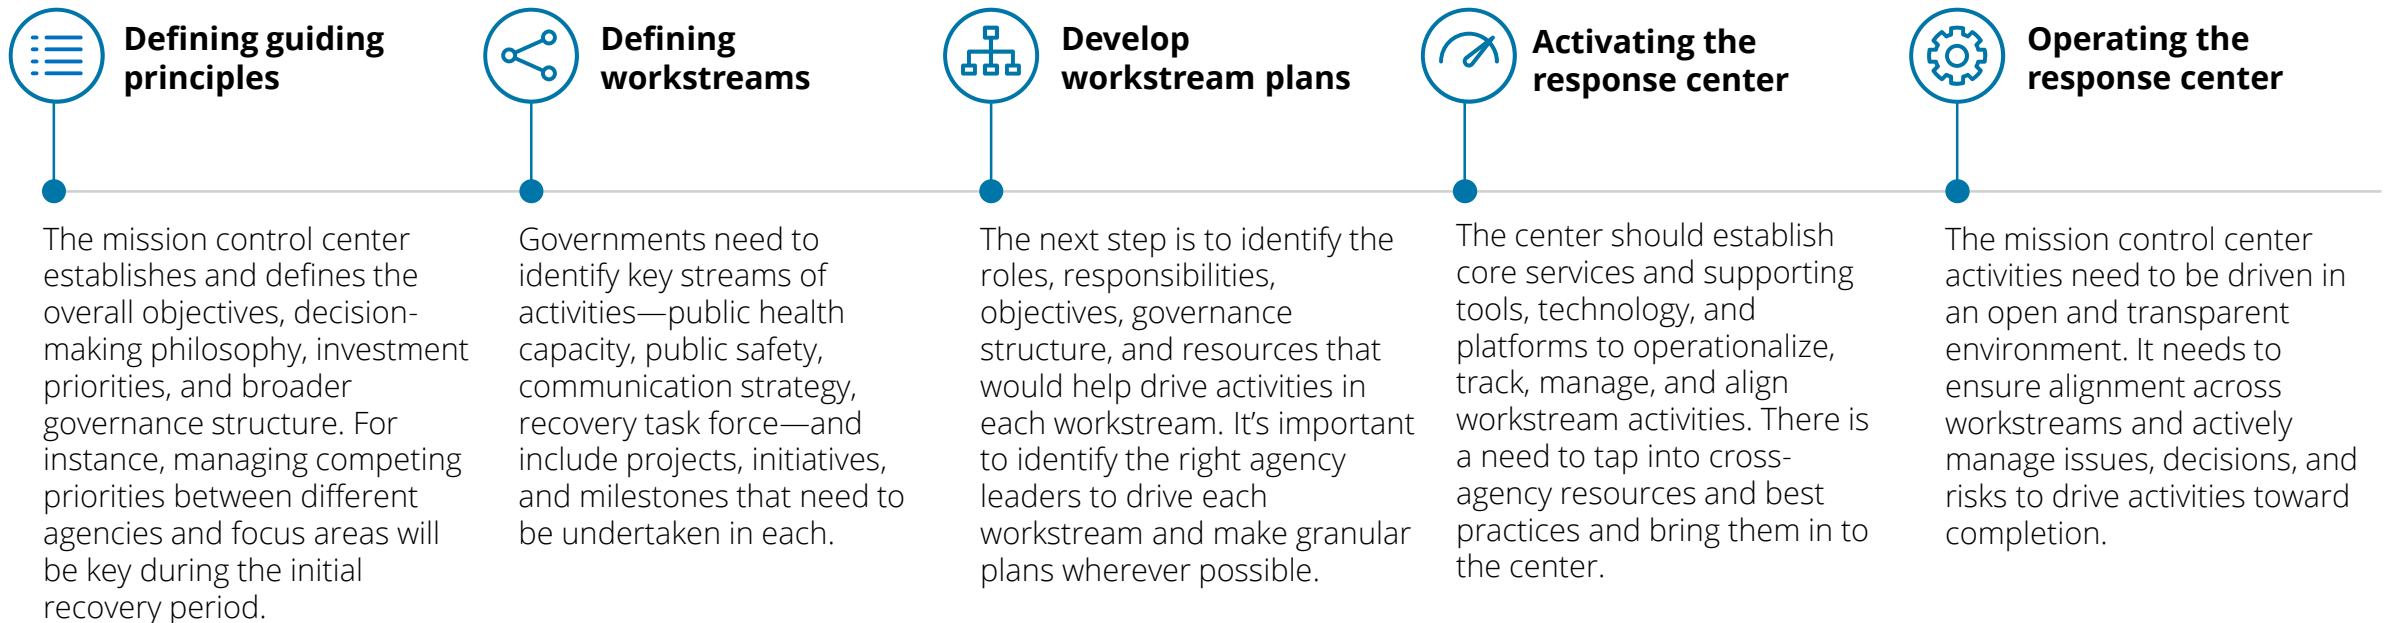 Defining guiding
principles
The mission control center
establishes and defines the
overall objectives, decision-
making philosophy, investment
priorities, and broader
governance structure. For
instance, managing competing
priorities between different
agencies and focus areas will
be key during the initial
recovery period.
Defining
workstreams
Governments need to
identify key streams of
activities—public health
capacity, public safety,
communication strategy,
recovery task force—and
include projects, initiatives,
and milestones that need to
be undertaken in each.
Develop
workstream plans
The next step is to identify the
roles, responsibilities,
objectives, governance
structure, and resources that
would help drive activities in
each workstream. It’s important
to identify the right agency
leaders to drive each
workstream and make granular
plans wherever possible.
Activating the
response center
The center should establish
core services and supporting
tools, technology, and
platforms to operationalize,
track, manage, and align
workstream activities. There is
a need to tap into cross-
agency resources and best
practices and bring them in to
the center.
Operating the
response center
The mission control center
activities need to be driven in
an open and transparent
environment. It needs to
ensure alignment across
workstreams and actively
manage issues, decisions, and
risks to drive activities toward
completion.